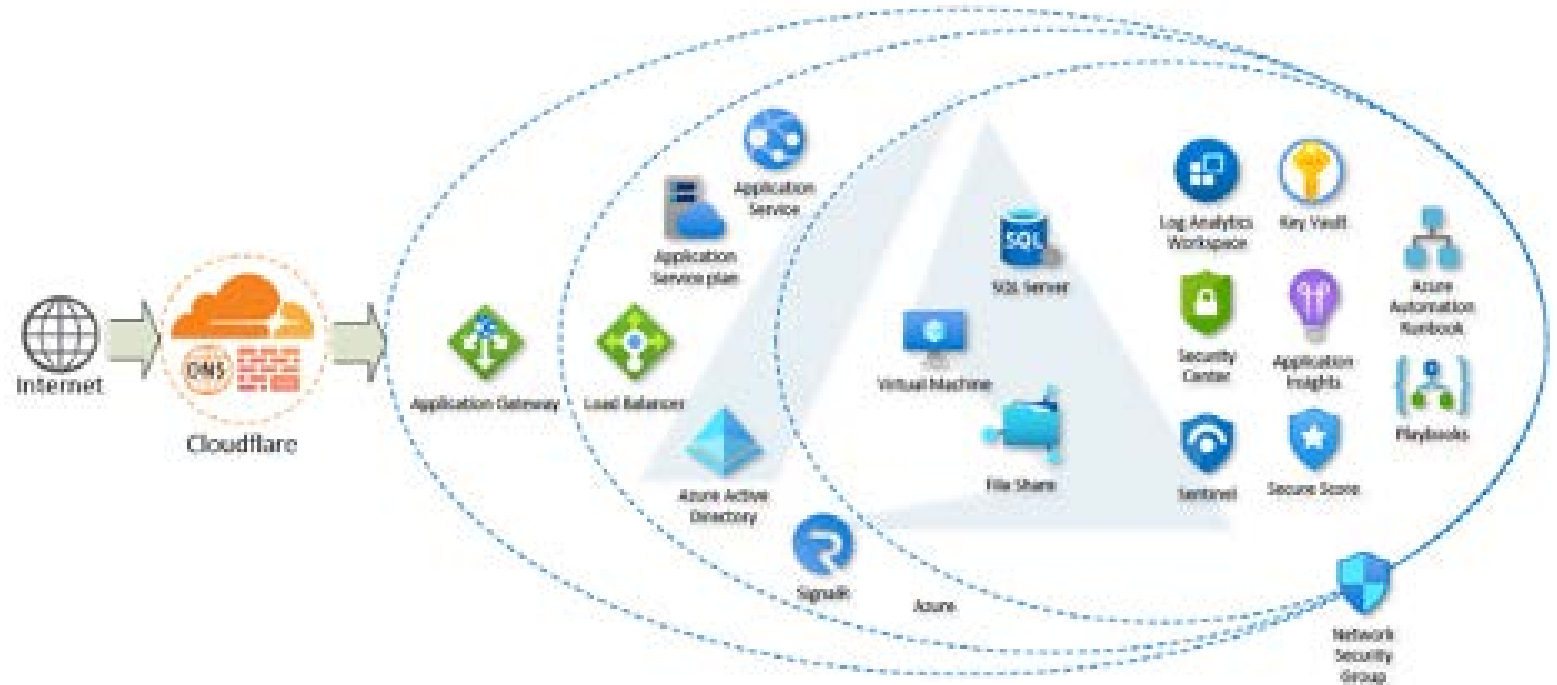 Internet
DNS
Cloudflare
Application Gateway
Load Balancer
Application
Service
Application
Service plan
Azure Active
Directory
SignalR
Azure
SQL
SQL Server
Virtual Machine
File Share
Log Analytics
Workspace
Key Vault
Security
Center
Application
Insights
Sentinel
Secure Score
Azure
Automation
Runbook
Playbooks
Network
Security
Group